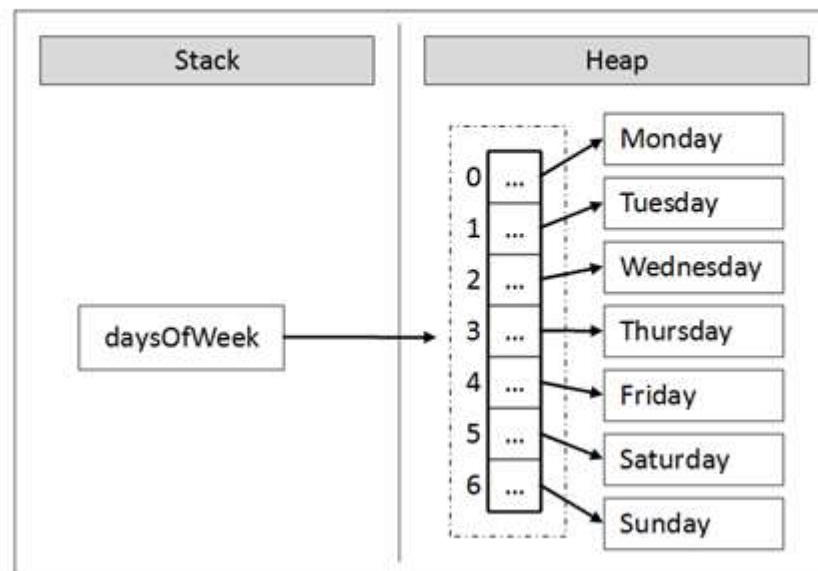 Stack
Heap
daysOfWeek
0 ... Monday
1 ... Tuesday
2 ... Wednesday
3 ... Thursday
4 ... Friday
5 ... Saturday
6 ... Sunday